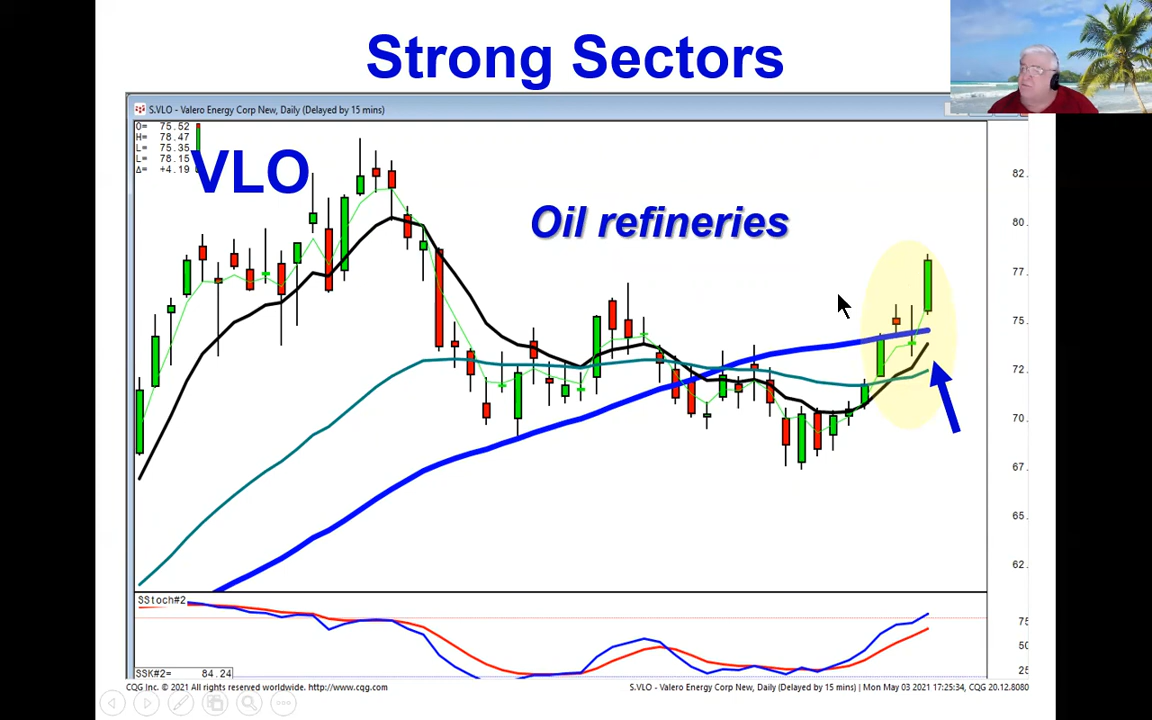 Strong Sectors
S.VLO - Valero Energy Corp New, Daily (Delayed by 15 mins)
O= 75.52
H= 78.47
L= 75.35
L= 78.15
Δ= +4.19
VLO
Oil refineries
82.
80.
77.
75.
72.
70.
67.
65.
62.
SStoch#2
75
50
25
SSK#2= 84.24
CQG Inc. © 2021 All rights reserved worldwide. http://www.cqg.com
S.VLO - Valero Energy Corp New, Daily (Delayed by 15 mins) | Mon May 03 2021 17:25:34, CQG 20.12.8080